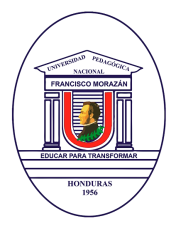 UNIVERSIDAD PEDAGÓGICA
NACIONAL
FRANCISCO MORAZÁN
EDUCAR PARA TRANSFORMAR
HONDURAS
1956